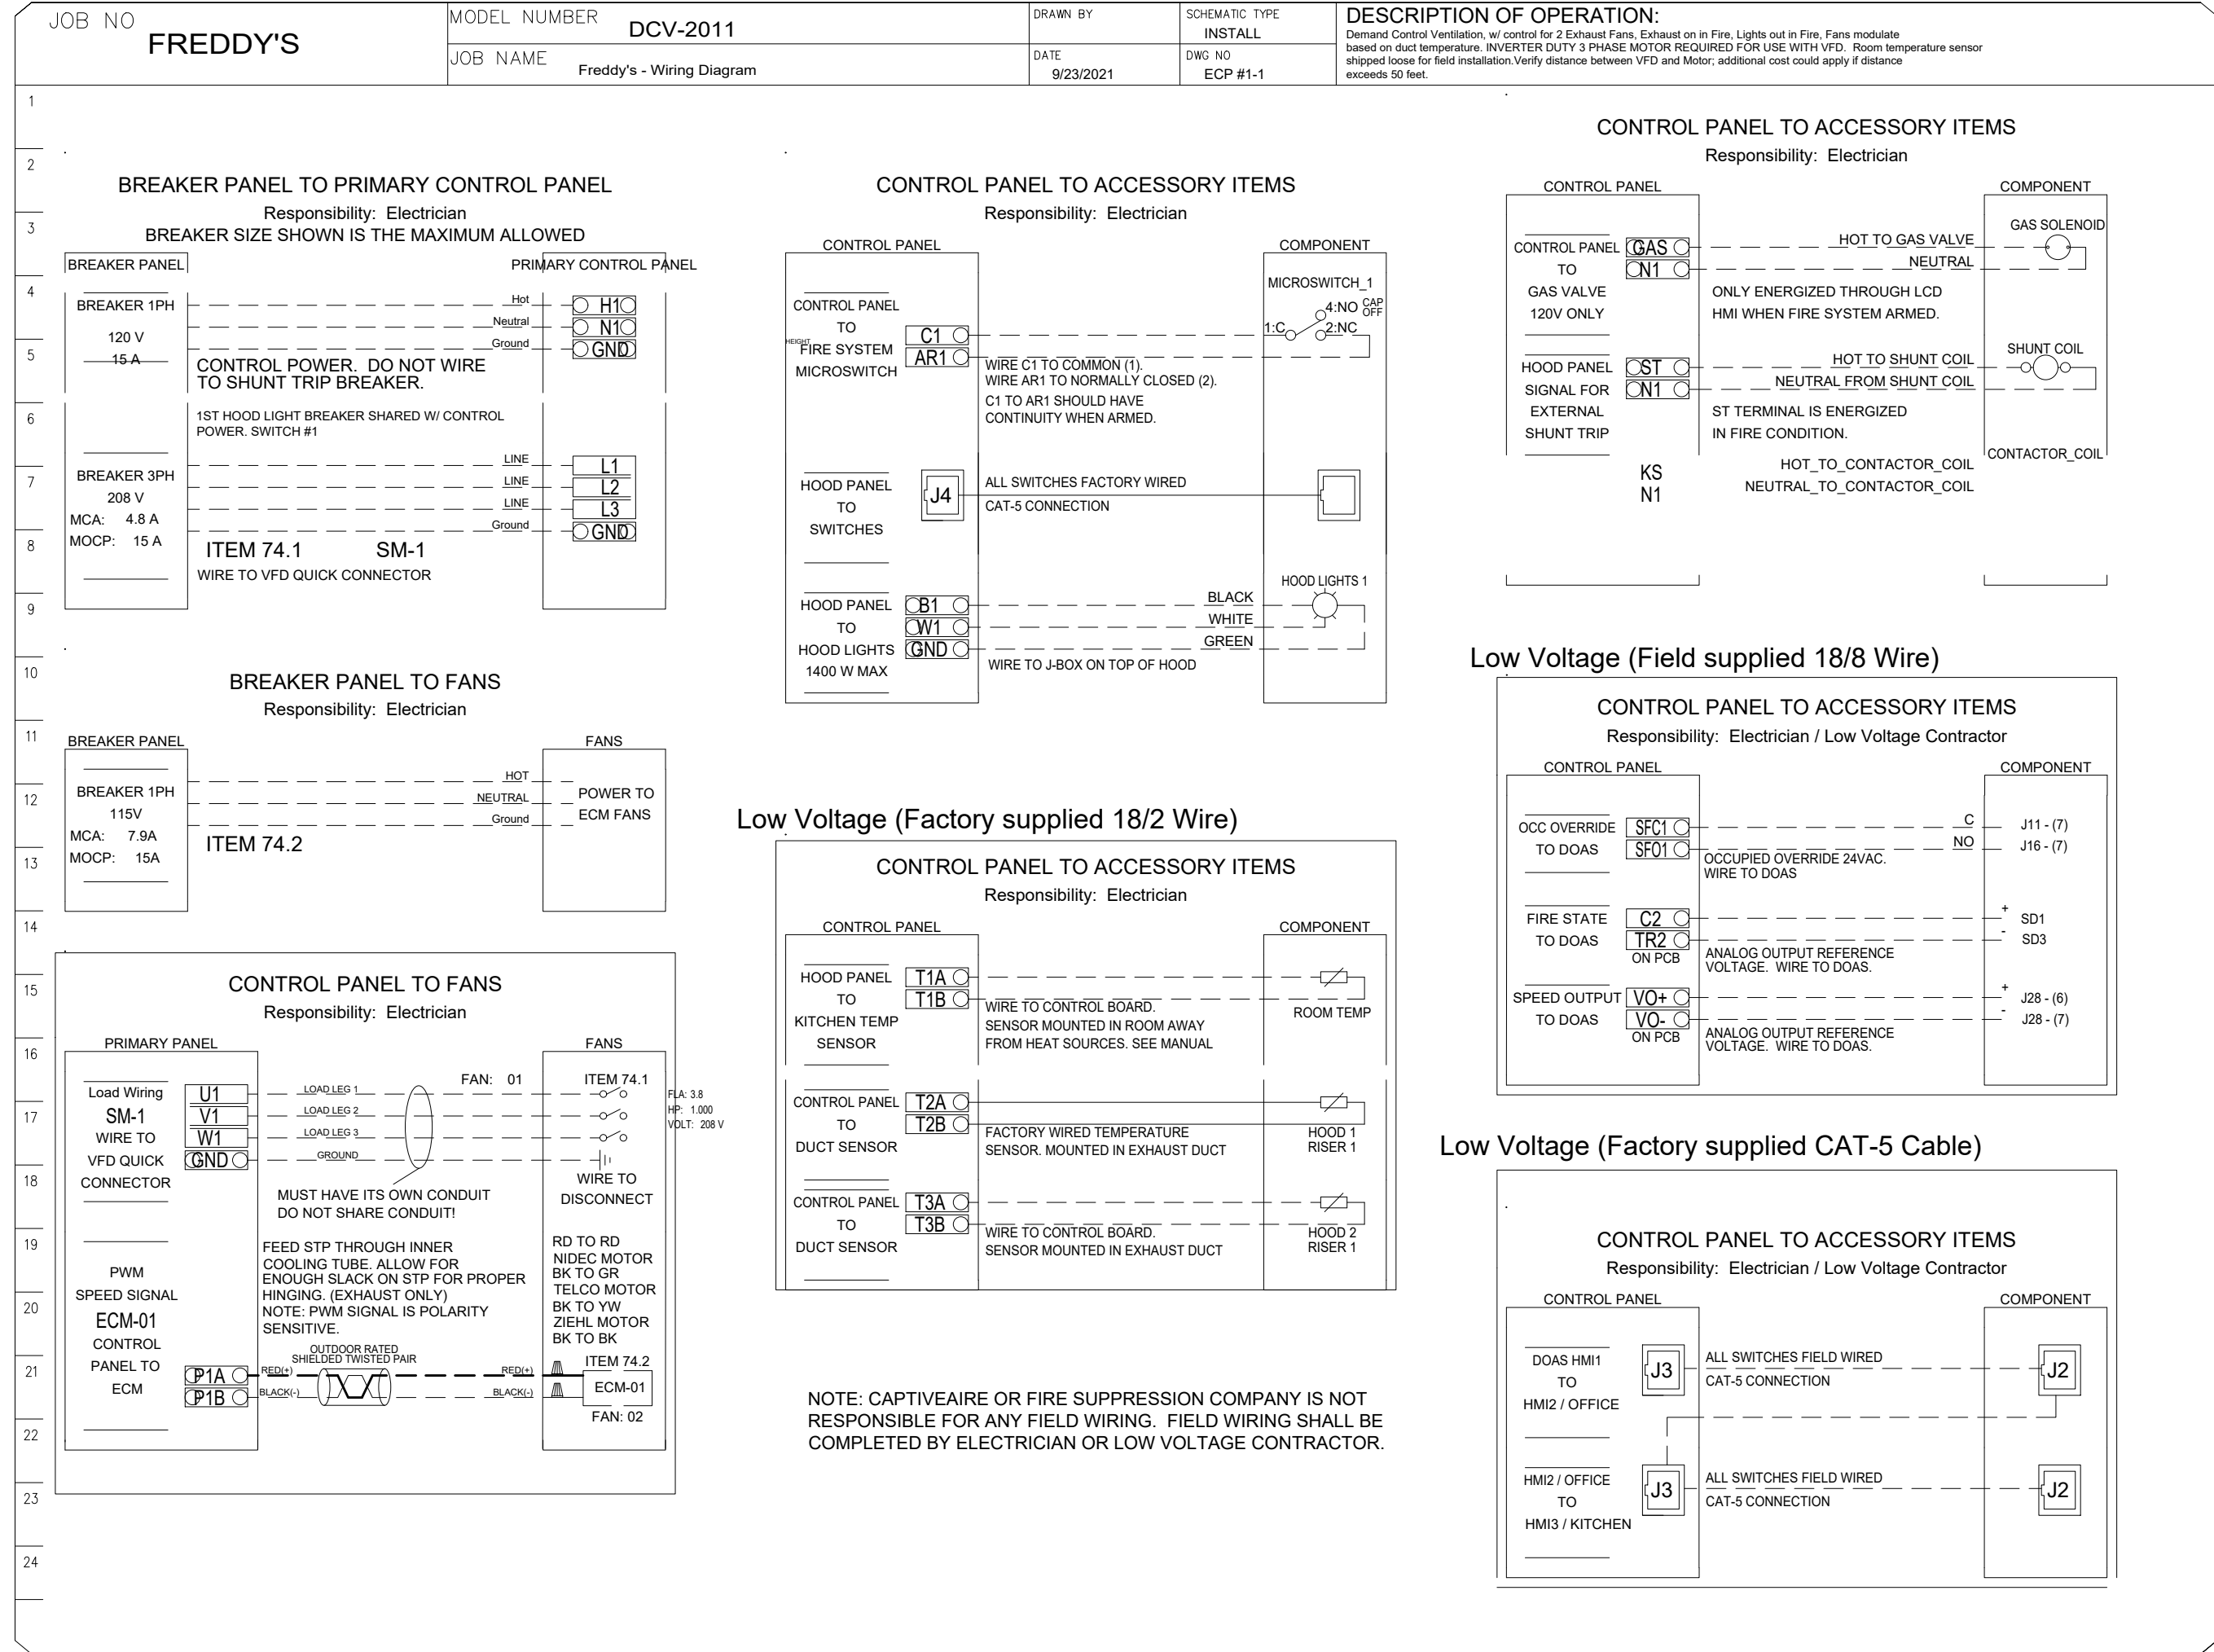 JOB NO
FREDDY'S
MODEL NUMBER
DCV-2011
JOB NAME
Freddy's - Wiring Diagram
DRAWN BY
DATE
9/23/2021
SCHEMATIC TYPE
INSTALL
DWG NO
ECP #1-1
DESCRIPTION OF OPERATION:
Demand Control Ventilation, w/ control for 2 Exhaust Fans, Exhaust on in Fire, Lights out in Fire, Fans modulate
based on duct temperature. INVERTER DUTY 3 PHASE MOTOR REQUIRED FOR USE WITH VFD. Room temperature sensor
shipped loose for field installation.Verify distance between VFD and Motor; additional cost could apply if distance
exceeds 50 feet.
1
2
3
4
5
6
7
8
9
10
11
12
13
14
15
16
17
18
19
20
21
22
23
24
BREAKER PANEL TO PRIMARY CONTROL PANEL
Responsibility: Electrician
BREAKER SIZE SHOWN IS THE MAXIMUM ALLOWED
BREAKER PANEL
PRIMARY CONTROL PANEL
BREAKER 1PH
120 V
15 A
Hot
Neutral
Ground
H1
N1
GND
CONTROL POWER. DO NOT WIRE
TO SHUNT TRIP BREAKER.
1ST HOOD LIGHT BREAKER SHARED W/ CONTROL
POWER. SWITCH #1
BREAKER 3PH
208 V
MCA: 4.8 A
MOCP: 15 A
LINE
LINE
LINE
Ground
L1
L2
L3
GND
ITEM 74.1 SM-1
WIRE TO VFD QUICK CONNECTOR
BREAKER PANEL TO FANS
Responsibility: Electrician
BREAKER PANEL
FANS
BREAKER 1PH
115V
MCA: 7.9A
MOCP: 15A
HOT
NEUTRAL
Ground
POWER TO
ECM FANS
ITEM 74.2
CONTROL PANEL TO FANS
Responsibility: Electrician
PRIMARY PANEL
FANS
Load Wiring
SM-1
WIRE TO
VFD QUICK
CONNECTOR
U1
V1
W1
GND
LOAD LEG 1
LOAD LEG 2
LOAD LEG 3
GROUND
FAN: 01
ITEM 74.1
FLA: 3.8
HP: 1.000
VOLT: 208 V
WIRE TO
DISCONNECT
MUST HAVE ITS OWN CONDUIT
DO NOT SHARE CONDUIT!
PWM
SPEED SIGNAL
ECM-01
CONTROL
PANEL TO
ECM
FEED STP THROUGH INNER
COOLING TUBE. ALLOW FOR
ENOUGH SLACK ON STP FOR PROPER
HINGING. (EXHAUST ONLY)
NOTE: PWM SIGNAL IS POLARITY
SENSITIVE.
RD TO RD
NIDEC MOTOR
BK TO GR
TELCO MOTOR
BK TO YW
ZIEHL MOTOR
BK TO BK
OUTDOOR RATED
SHIELDED TWISTED PAIR
P1A
P1B
RED(+)
BLACK(-)
RED(+)
BLACK(-)
ITEM 74.2
ECM-01
FAN: 02
CONTROL PANEL TO ACCESSORY ITEMS
Responsibility: Electrician
CONTROL PANEL
COMPONENT
CONTROL PANEL
TO
HEIGHT
FIRE SYSTEM
MICROSWITCH
C1
AR1
MICROSWITCH_1
4:NO
CAP
OFF
1:C
2:NC
WIRE C1 TO COMMON (1).
WIRE AR1 TO NORMALLY CLOSED (2).
C1 TO AR1 SHOULD HAVE
CONTINUITY WHEN ARMED.
HOOD PANEL
TO
SWITCHES
J4
ALL SWITCHES FACTORY WIRED
CAT-5 CONNECTION
HOOD PANEL
TO
HOOD LIGHTS
1400 W MAX
B1
W1
GND
BLACK
WHITE
GREEN
HOOD LIGHTS 1
WIRE TO J-BOX ON TOP OF HOOD
Low Voltage (Factory supplied 18/2 Wire)
CONTROL PANEL TO ACCESSORY ITEMS
Responsibility: Electrician
CONTROL PANEL
COMPONENT
HOOD PANEL
TO
KITCHEN TEMP
SENSOR
T1A
T1B
WIRE TO CONTROL BOARD.
SENSOR MOUNTED IN ROOM AWAY
FROM HEAT SOURCES. SEE MANUAL
ROOM TEMP
CONTROL PANEL
TO
DUCT SENSOR
T2A
T2B
FACTORY WIRED TEMPERATURE
SENSOR. MOUNTED IN EXHAUST DUCT
HOOD 1
RISER 1
CONTROL PANEL
TO
DUCT SENSOR
T3A
T3B
WIRE TO CONTROL BOARD.
SENSOR MOUNTED IN EXHAUST DUCT
HOOD 2
RISER 1
NOTE: CAPTIVEAIRE OR FIRE SUPPRESSION COMPANY IS NOT
RESPONSIBLE FOR ANY FIELD WIRING. FIELD WIRING SHALL BE
COMPLETED BY ELECTRICIAN OR LOW VOLTAGE CONTRACTOR.
CONTROL PANEL TO ACCESSORY ITEMS
Responsibility: Electrician
CONTROL PANEL
COMPONENT
CONTROL PANEL
TO
GAS VALVE
120V ONLY
GAS
N1
HOT TO GAS VALVE
NEUTRAL
GAS SOLENOID
ONLY ENERGIZED THROUGH LCD
HMI WHEN FIRE SYSTEM ARMED.
HOOD PANEL
SIGNAL FOR
EXTERNAL
SHUNT TRIP
ST
N1
HOT TO SHUNT COIL
NEUTRAL FROM SHUNT COIL
SHUNT COIL
ST TERMINAL IS ENERGIZED
IN FIRE CONDITION.
KS
N1
HOT_TO_CONTACTOR_COIL
NEUTRAL_TO_CONTACTOR_COIL
CONTACTOR_COIL
Low Voltage (Field supplied 18/8 Wire)
CONTROL PANEL TO ACCESSORY ITEMS
Responsibility: Electrician / Low Voltage Contractor
CONTROL PANEL
COMPONENT
OCC OVERRIDE
TO DOAS
SFC1
SFO1
C
NO
J11 - (7)
J16 - (7)
OCCUPIED OVERRIDE 24VAC.
WIRE TO DOAS
FIRE STATE
TO DOAS
C2
TR2
ON PCB
+
-
SD1
SD3
ANALOG OUTPUT REFERENCE
VOLTAGE. WIRE TO DOAS.
SPEED OUTPUT
TO DOAS
VO+
VO-
ON PCB
+
-
J28 - (6)
J28 - (7)
ANALOG OUTPUT REFERENCE
VOLTAGE. WIRE TO DOAS.
Low Voltage (Factory supplied CAT-5 Cable)
CONTROL PANEL TO ACCESSORY ITEMS
Responsibility: Electrician / Low Voltage Contractor
CONTROL PANEL
COMPONENT
DOAS HMI1
TO
HMI2 / OFFICE
J3
ALL SWITCHES FIELD WIRED
CAT-5 CONNECTION
J2
HMI2 / OFFICE
TO
HMI3 / KITCHEN
J3
ALL SWITCHES FIELD WIRED
CAT-5 CONNECTION
J2